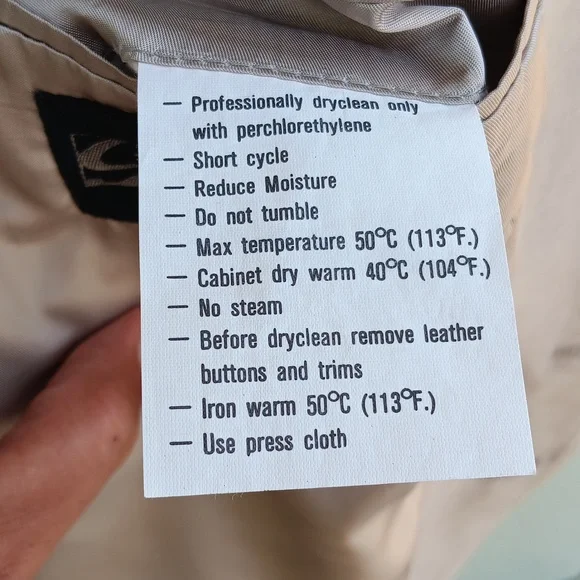 — Professionally dryclean only
with perchlorethylene
— Short cycle
— Reduce Moisture
— Do not tumble
— Max temperature 50°C (113°F.)
— Cabinet dry warm 40°C (104°F.)
— No steam
— Before dryclean remove leather
buttons and trims
— Iron warm 50°C (113°F.)
— Use press cloth